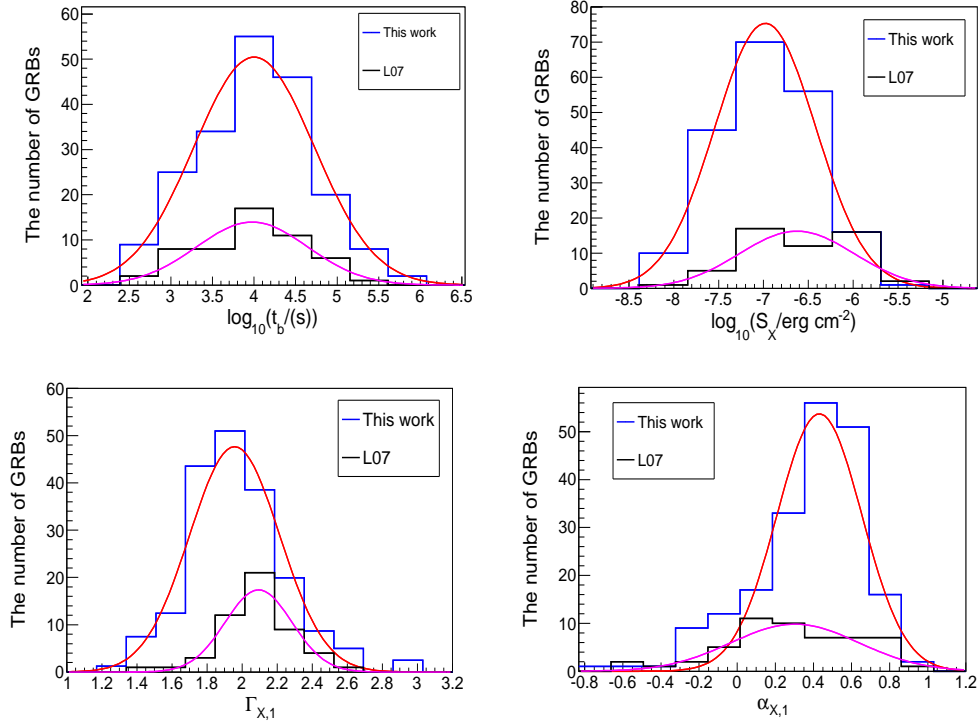 The number of GRBs
60
50
40
30
20
10
0
This work
L07
2 2.5 3 3.5 4 4.5 5 5.5 6 6.5
log10(tb/(s))
The number of GRBs
80
70
60
50
40
30
20
10
0
This work
L07
-8.5 -8 -7.5 -7 -6.5 -6 -5.5 -5
log10(SX/erg cm-2)
The number of GRBs
60
50
40
30
20
10
0
This work
L07
1 1.2 1.4 1.6 1.8 2 2.2 2.4 2.6 2.8 3 3.2
ΓX,1
The number of GRBs
50
40
30
20
10
0
This work
L07
-0.8 -0.6 -0.4 -0.2 0 0.2 0.4 0.6 0.8 1 1.2
αX,1